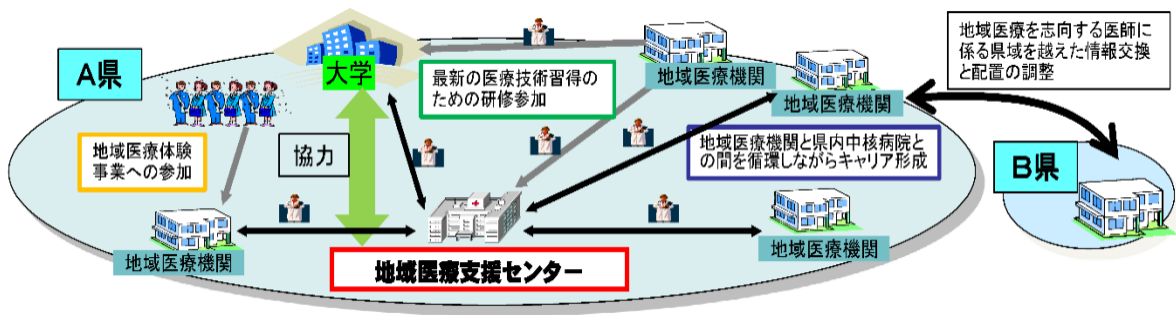 A県
大学
最新の医療技術習得の
ための研修参加
地域医療機関
地域医療機関
地域医療を志向する医師に
係る県域を越えた情報交換
と配置の調整
地域医療体験
事業への参加
協力
地域医療機関と県内中核病院と
の間を循環しながらキャリア形成
B県
地域医療機関
地域医療機関
地域医療支援センター